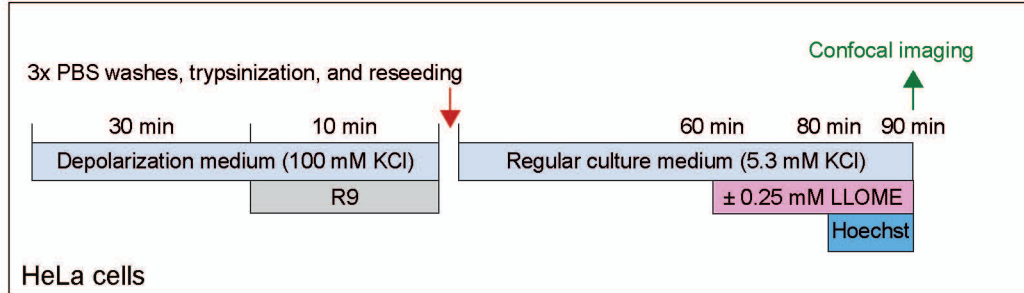 Confocal imaging
3x PBS washes, trypsinization, and reseeding
30 min 10 min 60 min 80 min 90 min
Depolarization medium (100 mM KCl) Regular culture medium (5.3 mM KCl)
R9 ± 0.25 mM LLOME
Hoechst
HeLa cells